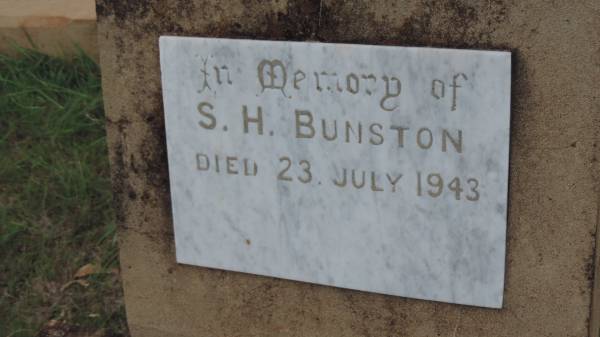 In Memory of
S. H. BUNSTON
DIED 23. JULY 1943